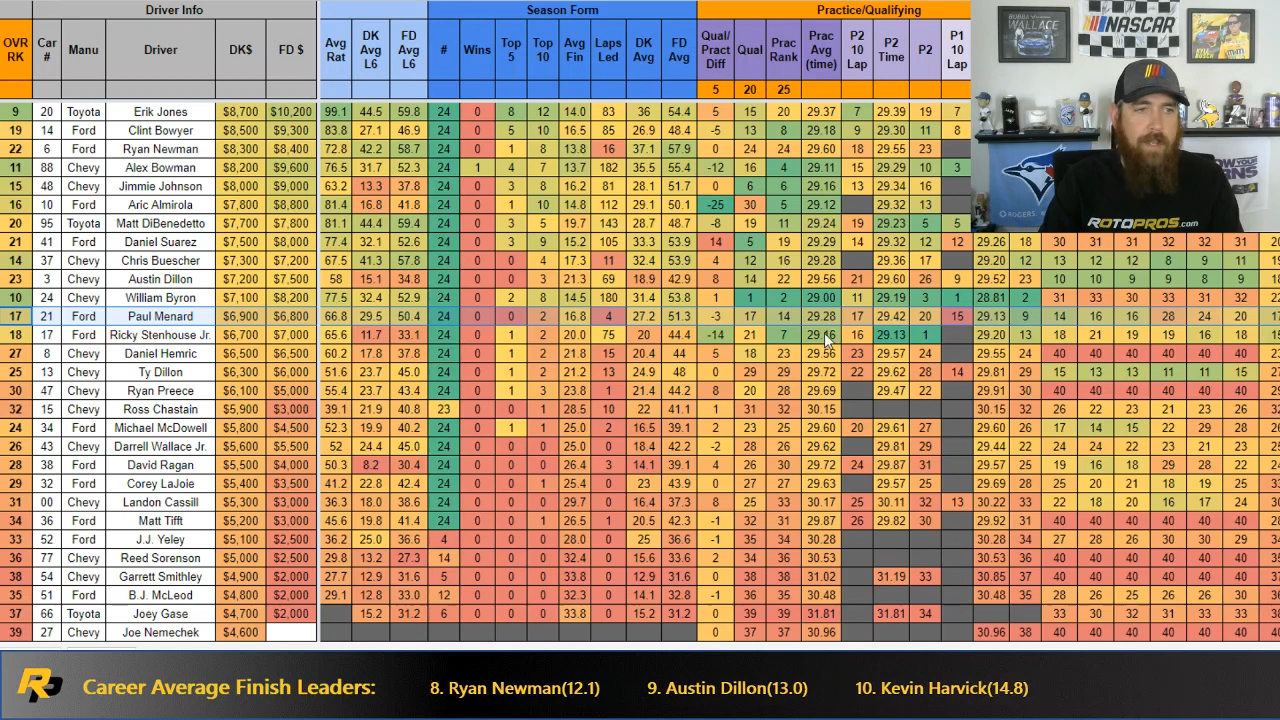 Driver Info Season Form Practice/Qualifying
OVR RK Car # Manu Driver DK$ FD $ Avg Rat DK Avg L6 FD Avg L6 # Wins Top 5 Top 10 Avg Fin Laps Led DK Avg FD Avg Qual/Pract Diff Qual Prac Rank Prac Avg (time) P2 10 Lap P2 Time P2 P1 10 Lap
5 20 25
9 20 Toyota Erik Jones $8,700 $10,200 99.1 44.5 59.8 24 0 8 12 14.0 83 36 54.4 5 15 20 29.37 7 29.39 19 7
19 14 Ford Clint Bowyer $8,500 $9,300 83.8 27.1 46.9 24 0 5 10 16.5 85 26.9 48.4 -5 13 8 29.18 9 29.30 11 8
22 6 Ford Ryan Newman $8,300 $8,400 72.8 42.2 58.7 24 0 1 8 13.8 16 37.1 57.9 0 24 24 29.60 18 29.55 23
11 88 Chevy Alex Bowman $8,200 $9,600 76.5 31.7 52.3 24 1 4 7 13.7 182 35.5 55.4 -12 16 4 29.11 15 29.29 10 3
15 48 Chevy Jimmie Johnson $8,000 $9,000 63.2 13.3 37.8 24 0 3 8 16.2 81 28.1 51.7 0 6 6 29.16 13 29.34 16
16 10 Ford Aric Almirola $7,800 $8,800 81.4 16.8 41.8 24 0 1 10 14.8 112 29.1 50.1 -25 30 5 29.12 29.32 13
20 95 Toyota Matt DiBenedetto $7,700 $7,800 81.1 44.4 59.4 24 0 3 5 19.7 143 28.7 48.7 -8 19 11 29.24 19 29.23 5 5
21 41 Ford Daniel Suarez $7,400 $8,000 77.4 32.1 52.6 24 0 3 9 15.2 105 33.3 53.9 14 5 19 29.29 14 29.32 12 12 29.26 18 30 31 31 32 32 31 20
14 37 Chevy Chris Buescher $7,300 $7,200 67.5 41.3 57.8 24 0 0 4 17.3 11 32.4 53.9 4 12 16 29.28 29.36 17 29.20 12 13 12 12 8 9 11
23 3 Chevy Austin Dillon $7,200 $7,500 58 15.1 34.8 24 0 0 3 21.3 46 18.9 42.9 8 14 22 29.56 21 29.60 26 9 29.52 23 10 10 9 9 8 9
10 24 Chevy William Byron $7,100 $8,200 77.5 32.4 52.9 24 0 2 8 14.5 180 31.4 53.8 1 1 2 29.00 11 29.19 3 1 28.81 2 31 33 30 33 31 32
17 21 Ford Paul Menard $6,900 $6,800 66.8 29.5 50.4 24 0 0 2 16.8 4 27.2 51.3 -3 17 14 29.28 17 29.42 20 15 29.13 9 14 16 16 28 24 20
18 17 Ford Ricky Stenhouse Jr. $6,700 $7,000 65.6 11.7 33.1 24 0 1 2 20.0 75 20 44.4 -14 21 7 16 29.13 1 29.20 13 18 21 19 19 16 18
27 8 Chevy Daniel Hemric $6,500 $6,500 60.2 17.8 37.8 24 0 1 2 21.8 15 20.4 44 5 18 23 29.56 23 29.57 24 29.55 24 40 40 40 40 40 40
25 13 Chevy Ty Dillon $6,300 $6,000 51.6 23.7 45.0 24 0 1 2 21.2 13 24.9 48 0 29 29 29.72 22 29.62 28 14 29.81 29 15 13 13 11 11 15
30 47 Chevy Ryan Preece $6,100 $5,000 55.4 23.7 43.4 24 0 1 3 23.8 1 21.4 44.2 8 20 28 29.69 29.47 22 29.91 30 40 40 40 40 40 40
32 15 Chevy Ross Chastain $5,900 $3,000 39.1 21.9 40.8 23 0 0 1 28.5 10 22 41.1 1 31 32 30.15 30.15 32 26 22 23 21 23 26
24 34 Ford Michael McDowell $5,800 $4,500 52.3 19.9 40.2 24 0 1 1 25.0 2 16.5 39.1 2 23 25 29.60 20 29.61 27 29.60 26 17 14 15 22 29 28
26 43 Chevy Darrell Wallace Jr. $5,600 $5,500 52 24.4 45.0 24 0 0 0 25.0 0 18.4 42.2 -2 28 26 29.62 29.81 29 29.44 22 24 24 22 23 21 23
28 38 Ford David Ragan $5,500 $4,000 50.3 8.2 30.4 24 0 0 0 26.4 3 14.1 39.1 4 26 30 29.72 24 29.87 31 29.57 25 19 16 18 29 28 22
29 32 Ford Corey LaJoie $5,400 $3,500 41.2 22.8 42.4 24 0 0 1 25.4 0 23 43.9 0 27 27 29.63 29.57 25 29.69 28 25 20 21 18 19 25
31 00 Chevy Landon Cassill $5,300 $3,000 36.3 18.0 38.6 24 0 0 0 29.7 0 16.4 37.3 8 25 33 30.17 25 30.11 32 13 30.22 33 22 18 20 16 17 24
34 36 Ford Matt Tifft $5,200 $3,000 45.6 19.8 41.4 24 0 0 1 26.5 1 20.5 42.3 -1 32 31 29.87 26 29.82 30 29.92 31 40 40 40 40 40 40
33 52 Ford J.J. Yeley $5,100 $2,500 36.2 25.0 36.6 4 0 0 0 28.0 0 25 36.6 -1 35 34 30.28 30.28 34 27 28 26 30 30 29
36 77 Chevy Reed Sorenson $5,000 $2,500 29.8 13.2 27.3 14 0 0 0 32.4 0 15.6 33.6 2 34 36 30.53 30.53 36 40 40 40 40 40 40
38 54 Chevy Garrett Smithley $4,900 $2,000 27.7 12.9 31.6 5 0 0 0 33.8 0 12.9 31.6 0 38 38 31.02 31.19 33 30.85 37 40 40 40 40 40 40
35 51 Ford B.J. McLeod $4,800 $2,000 29.1 12.8 33.0 12 0 0 0 32.3 0 14.1 32.8 -1 36 35 30.48 30.48 35 28 26 25 26 26 30
37 66 Toyota Joey Gase $4,700 $2,000 15.2 31.2 6 0 0 0 33.8 0 15.2 31.2 0 39 39 31.81 31.81 34 33 30 32 31 33 33
39 27 Chevy Joe Nemechek $4,600 0 37 37 30.96 30.96 38 40 40 40 40 40 40
BUBBA WALLACE
NASCAR
ROTOPROS.com
Career Average Finish Leaders: 8. Ryan Newman(12.1) 9. Austin Dillon(13.0) 10. Kevin Harvick(14.8)